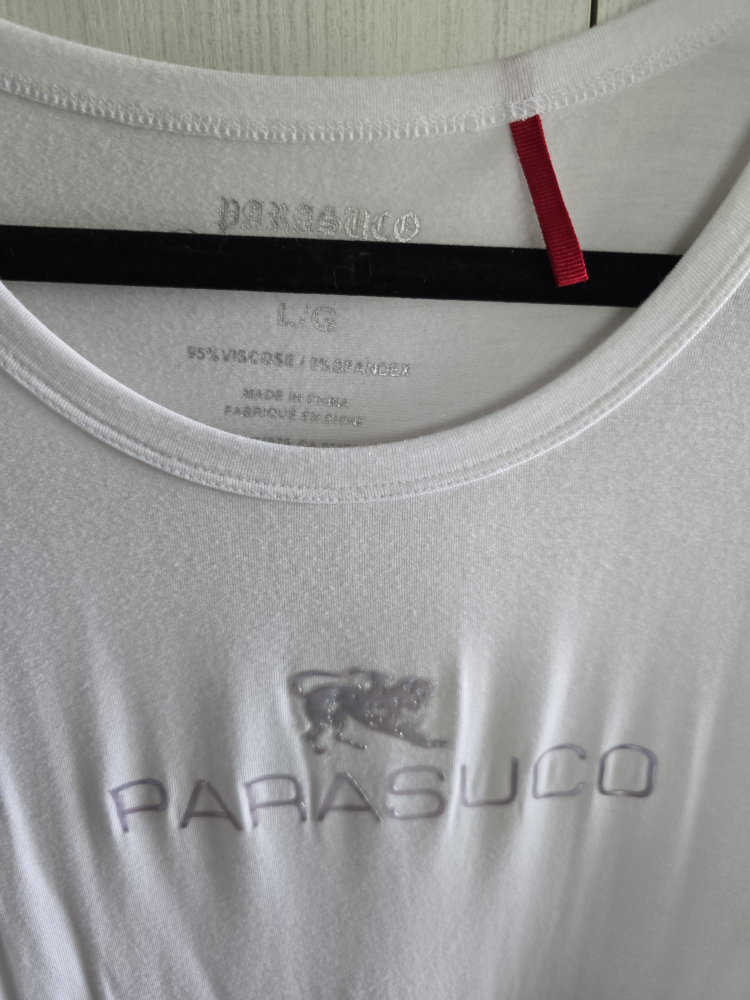 parasuco
L/G
95% VISCOSE / 5% SPANDEX
MADE IN CHINA
FABRIQUÉ EN CHINE
PARASUCO